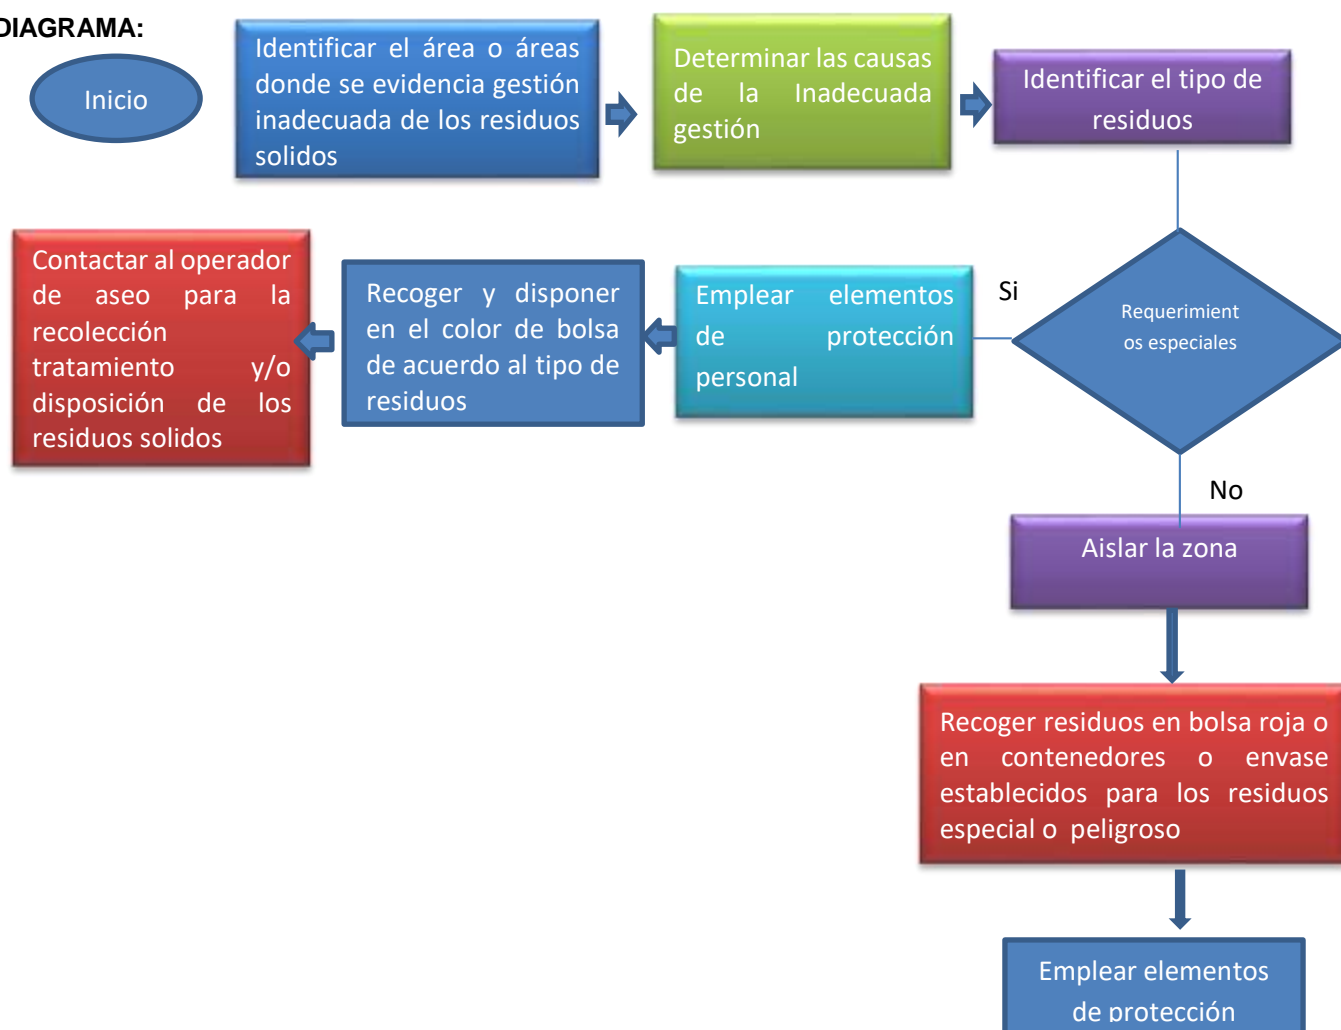 DIAGRAMA:
Inicio
Identificar el área o áreas
donde se evidencia gestión
inadecuada de los residuos
solidos
Determinar las causas
de la Inadecuada
gestión
Identificar el tipo de
residuos
Contactar al operador
de aseo para la
recolección
tratamiento y/o
disposición de los
residuos solidos
Recoger y disponer
en el color de bolsa
de acuerdo al tipo de
residuos
Emplear elementos
de protección
personal
Si
Requerimient
os especiales
No
Aislar la zona
Recoger residuos en bolsa roja o
en contenedores o envase
establecidos para los residuos
especial o peligroso
Emplear elementos
de protección